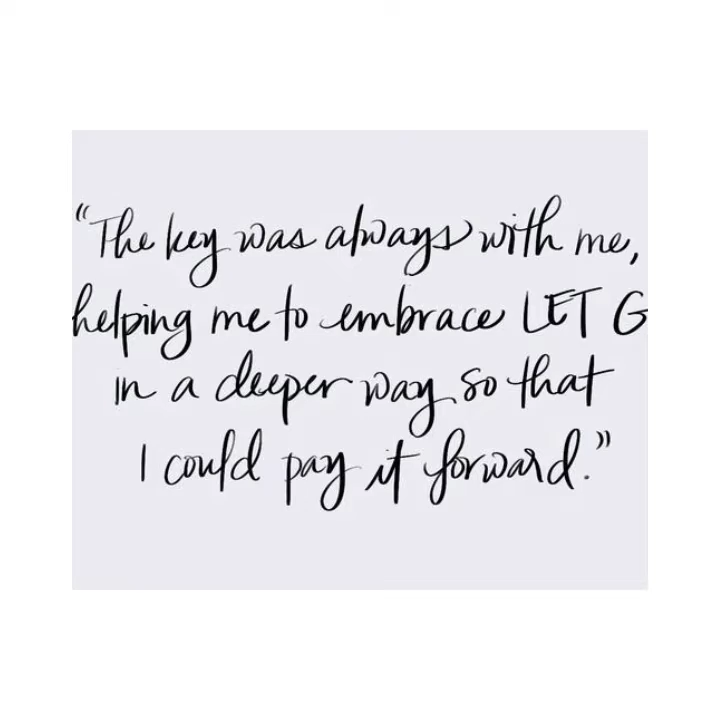 "The key was always with me,
helping me to embrace LET G
in a deeper way so that
I could pay it forward."